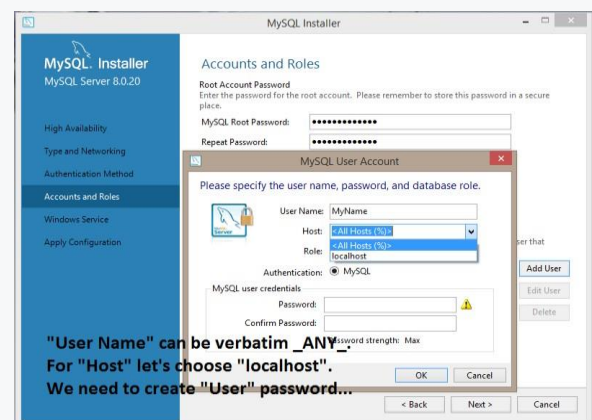 MySQL Installer
MySQL. Installer
MySQL Server 8.0.20
High Availability
Type and Networking
Authentication Method
Accounts and Roles
Windows Service
Apply Configuration
Accounts and Roles
Root Account Password
Enter the password for the root account. Please remember to store this password in a secure
place.
MySQL Root Password: •••••••••••••
Repeat Password: •••••••••••••
MySQL User Account
Please specify the user name, password, and database role.
Server
User Name: MyName
Host: <All Hosts (%)>
<All Hosts (%)>
localhost
Role:
Authentication: MySQL
MySQL user credentials
Password:
Confirm Password:
Password strength: Max
OK Cancel
ser that
Add User
Edit User
Delete
"User Name" can be verbatim _ANY_.
For "Host" let's choose "localhost".
We need to create "User" password...
< Back Next > Cancel